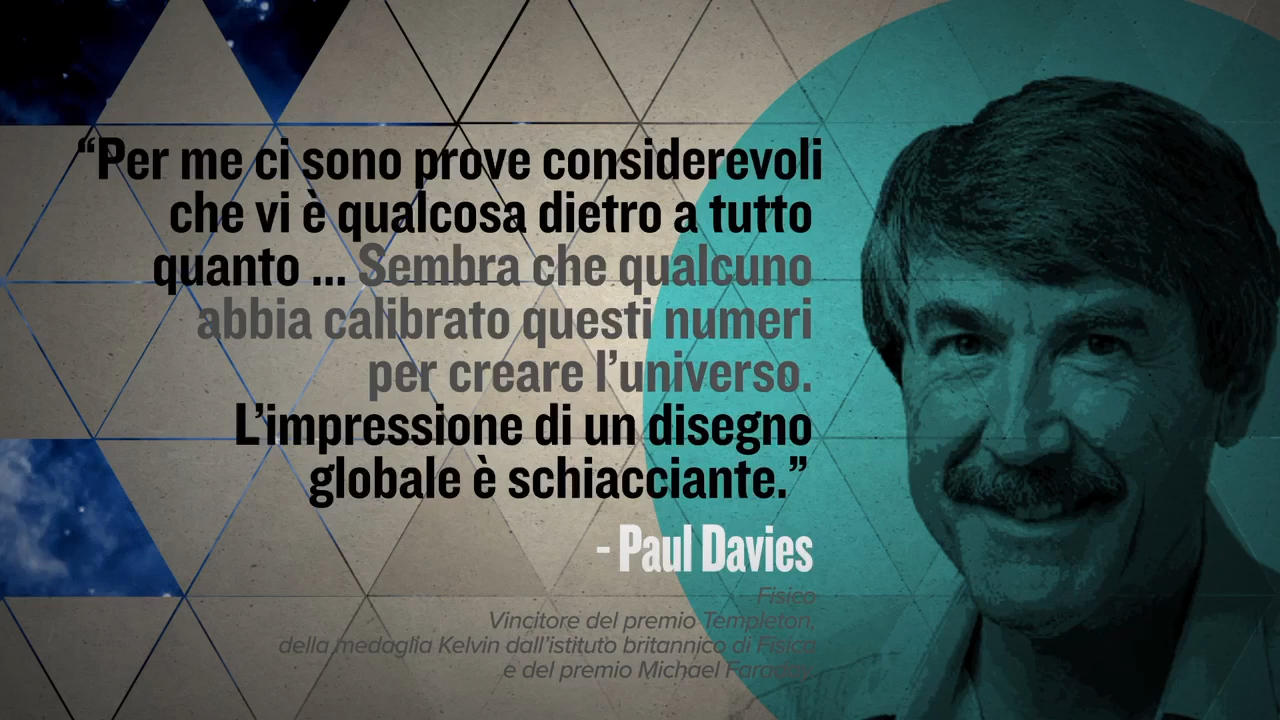 “Per me ci sono prove considerevoli
che vi è qualcosa dietro a tutto
quanto ... Sembra che qualcuno
abbia calibrato questi numeri
per creare l’universo.
L’impressione di un disegno
globale è schiacciante.”
- Paul Davies
Fisico
Vincitore del premio Templeton,
della medaglia Kelvin dall’istituto britannico di Fisica
e del premio Michael Faraday.